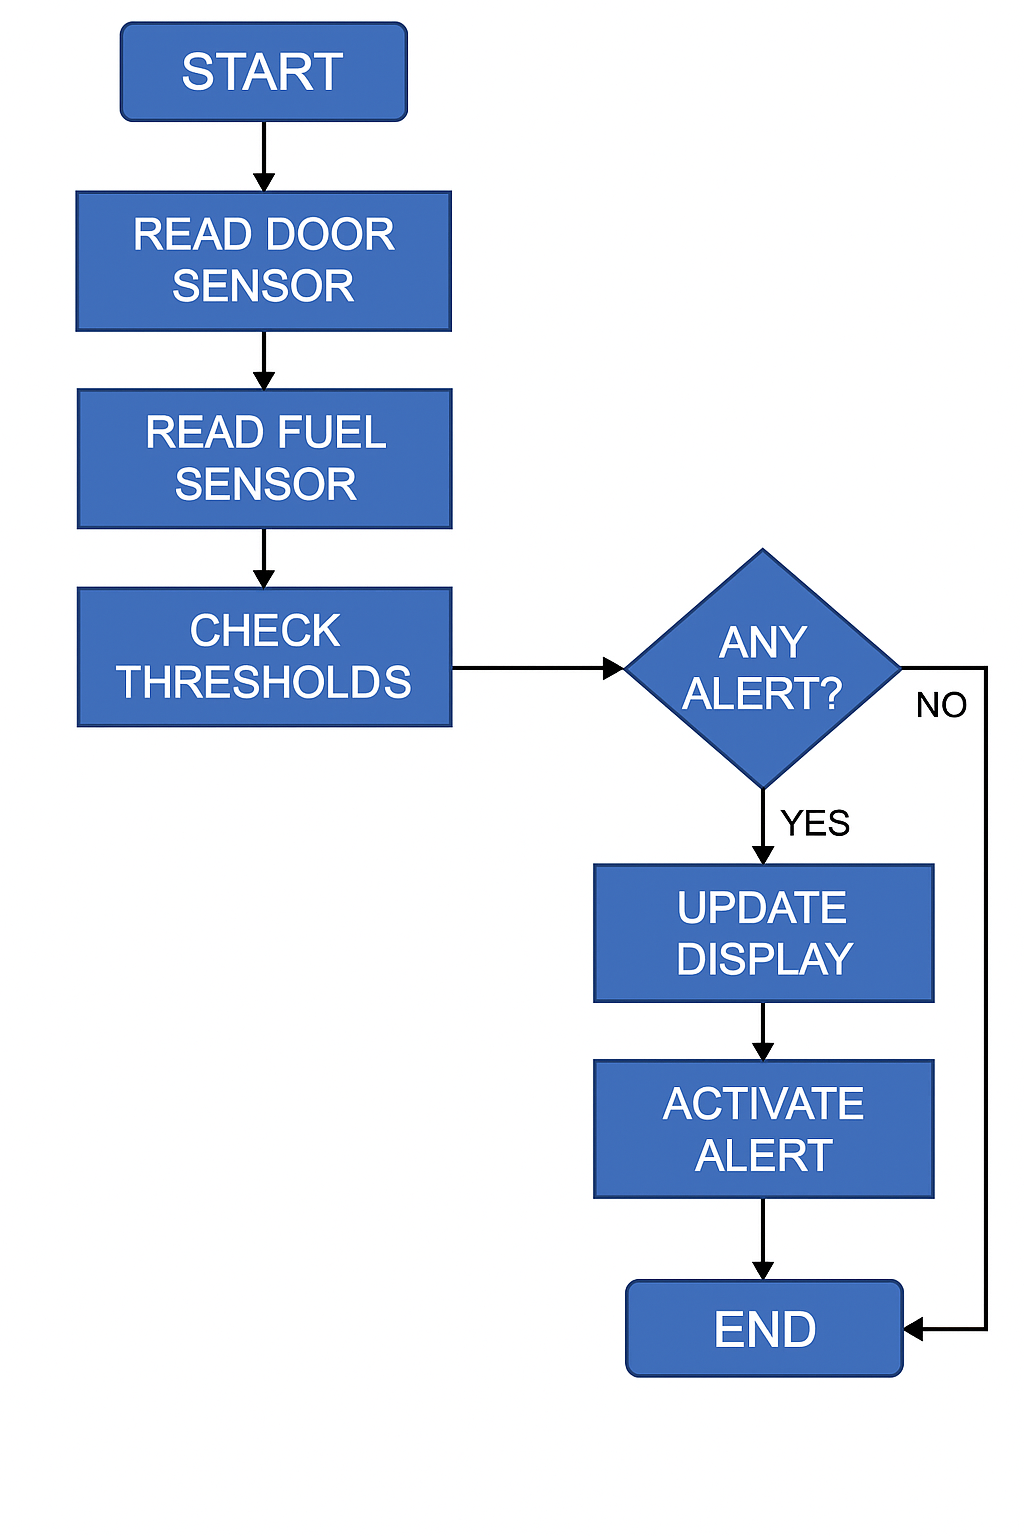 START
READ DOOR
SENSOR
READ FUEL
SENSOR
CHECK
THRESHOLDS
ANY
ALERT?
NO
YES
UPDATE
DISPLAY
ACTIVATE
ALERT
END